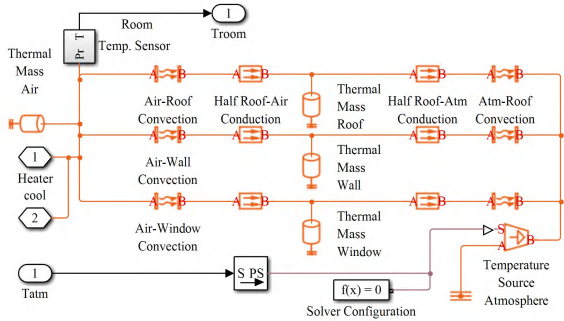 Room
1
T
Temp. Sensor
Troom
Pr
Thermal
Mass
Air
A B A B A B A B
Air-Roof
Convection
Half Roof-Air
Conduction
Thermal
Mass
Roof
Half Roof-Atm
Conduction
Atm-Roof
Convection
A B A B A B A B
1
Heater
cool
2
Air-Wall
Convection
Thermal
Mass
Wall
A B A B A B A B
Air-Window
Convection
Thermal
Mass
Window
S
B
A
1
Tatm
S PS
f(x) = 0
Solver Configuration
Temperature
Source
Atmosphere